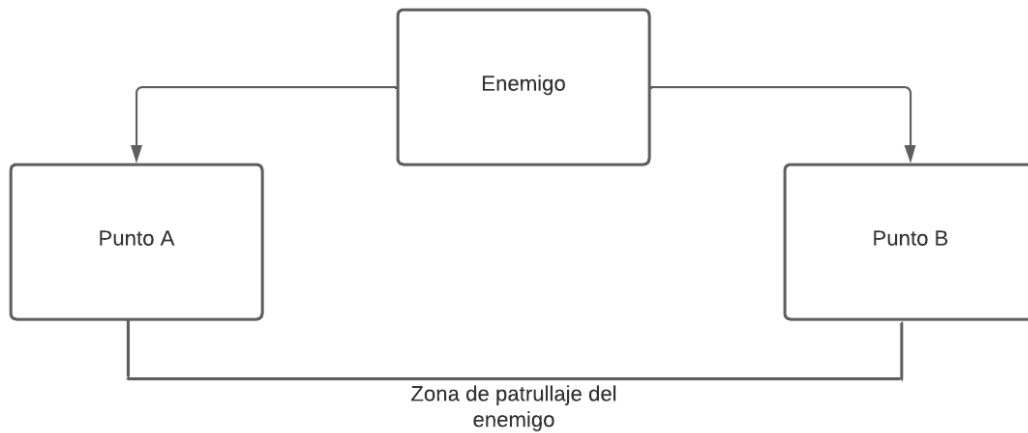 Enemigo
Punto A
Punto B
Zona de patrullaje del
enemigo